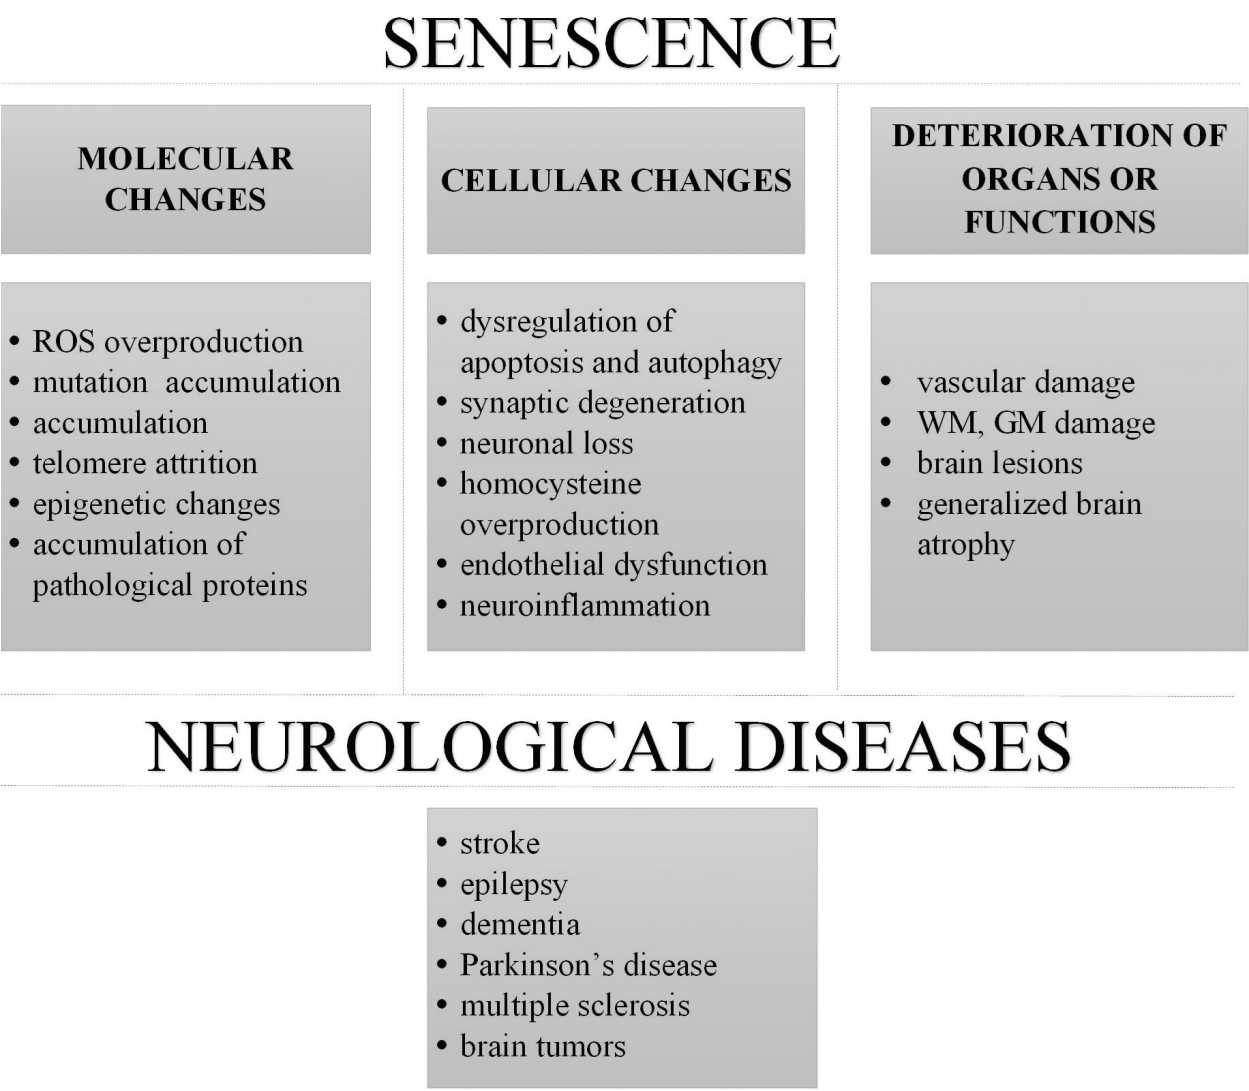 SENESCENCE
MOLECULAR
CHANGES
• ROS overproduction
• mutation accumulation
• accumulation
• telomere attrition
• epigenetic changes
• accumulation of
pathological proteins
CELLULAR CHANGES
• dysregulation of
apoptosis and autophagy
• synaptic degeneration
• neuronal loss
• homocysteine
overproduction
• endothelial dysfunction
• neuroinflammation
DETERIORATION OF
ORGANS OR
FUNCTIONS
• vascular damage
• WM, GM damage
• brain lesions
• generalized brain
atrophy
NEUROLOGICAL DISEASES
• stroke
• epilepsy
• dementia
• Parkinson’s disease
• multiple sclerosis
• brain tumors